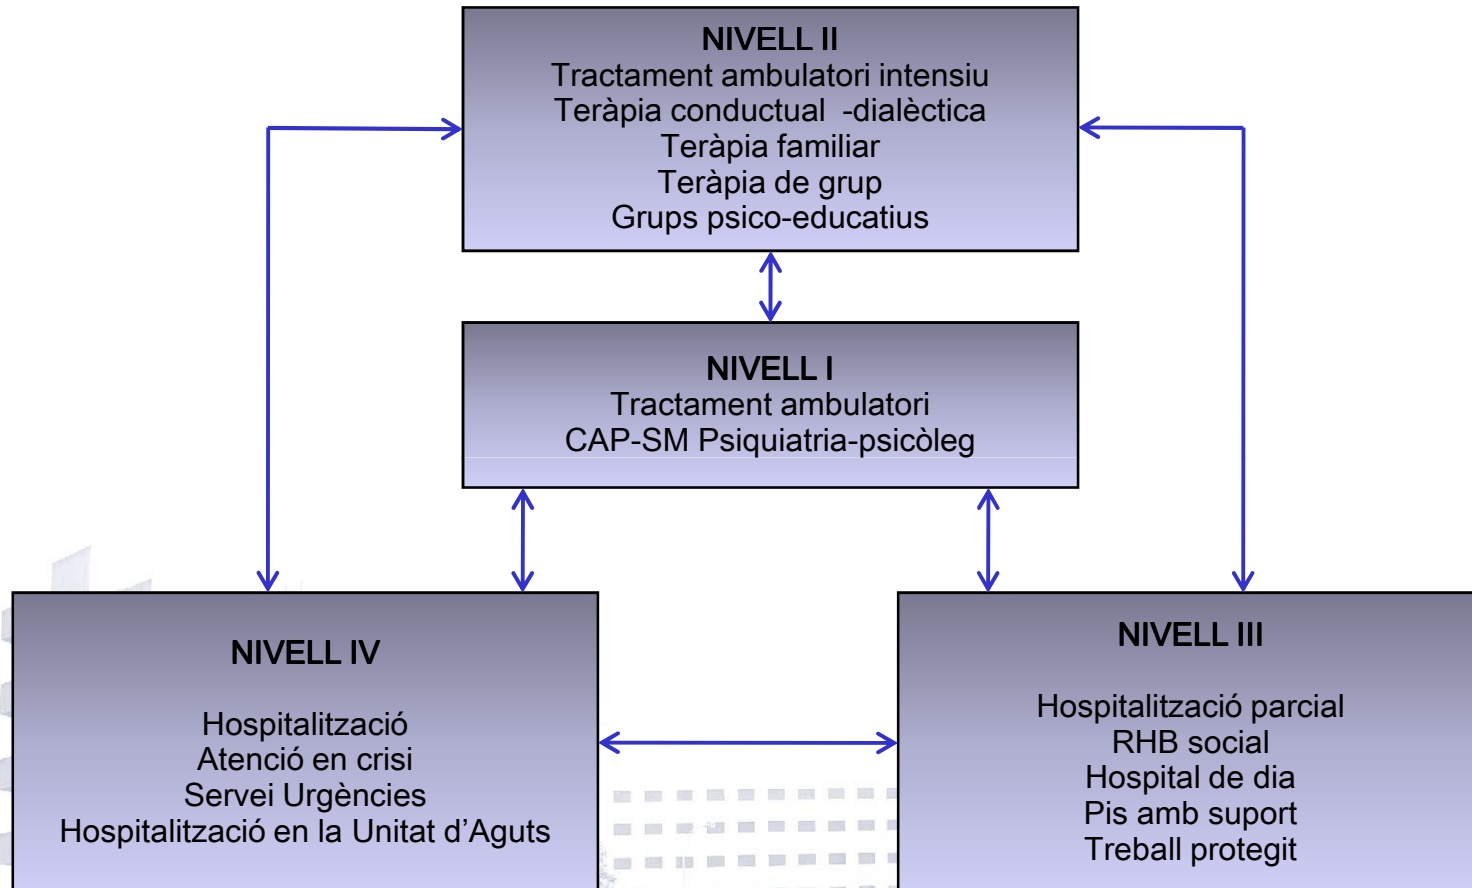 NIVELL II
Tractament ambulatori intensiu
Teràpia conductual -dialèctica
Teràpia familiar
Teràpia de grup
Grups psico-educatius
NIVELL I
Tractament ambulatori
CAP-SM Psiquiatria-psicòleg
NIVELL IV
Hospitalització
Atenció en crisi
Servei Urgències
Hospitalització en la Unitat d’Aguts
NIVELL III
Hospitalització parcial
RHB social
Hospital de dia
Pis amb suport
Treball protegit